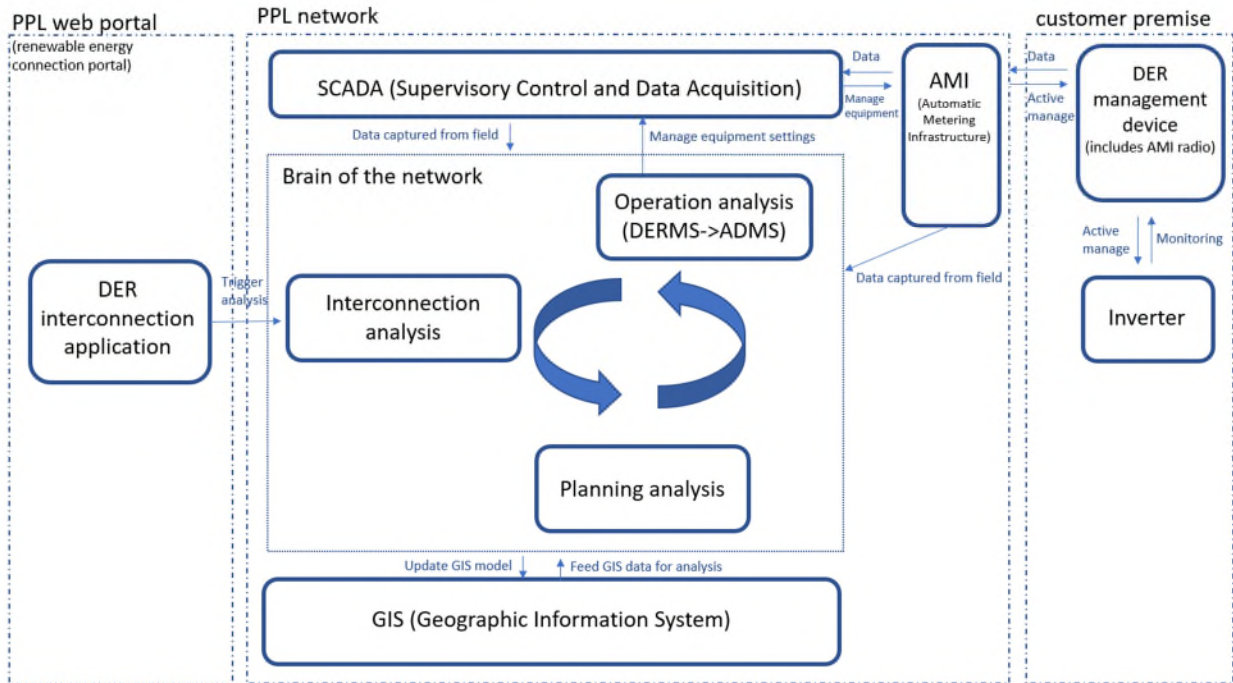 PPL web portal
(renewable energy
connection portal)
PPL network
customer premise
SCADA (Supervisory Control and Data Acquisition)
Data
Manage
equipment
AMI
(Automatic
Metering
Infrastructure)
Data
Active
manage
DER
management
device
(includes AMI radio)
Data captured from field
Manage equipment settings
Brain of the network
Operation analysis
(DERMS->ADMS)
Active
manage
Monitoring
Data captured from field
DER
interconnection
application
Trigger
analysis
Interconnection
analysis
Inverter
Planning analysis
Update GIS model
Feed GIS data for analysis
GIS (Geographic Information System)